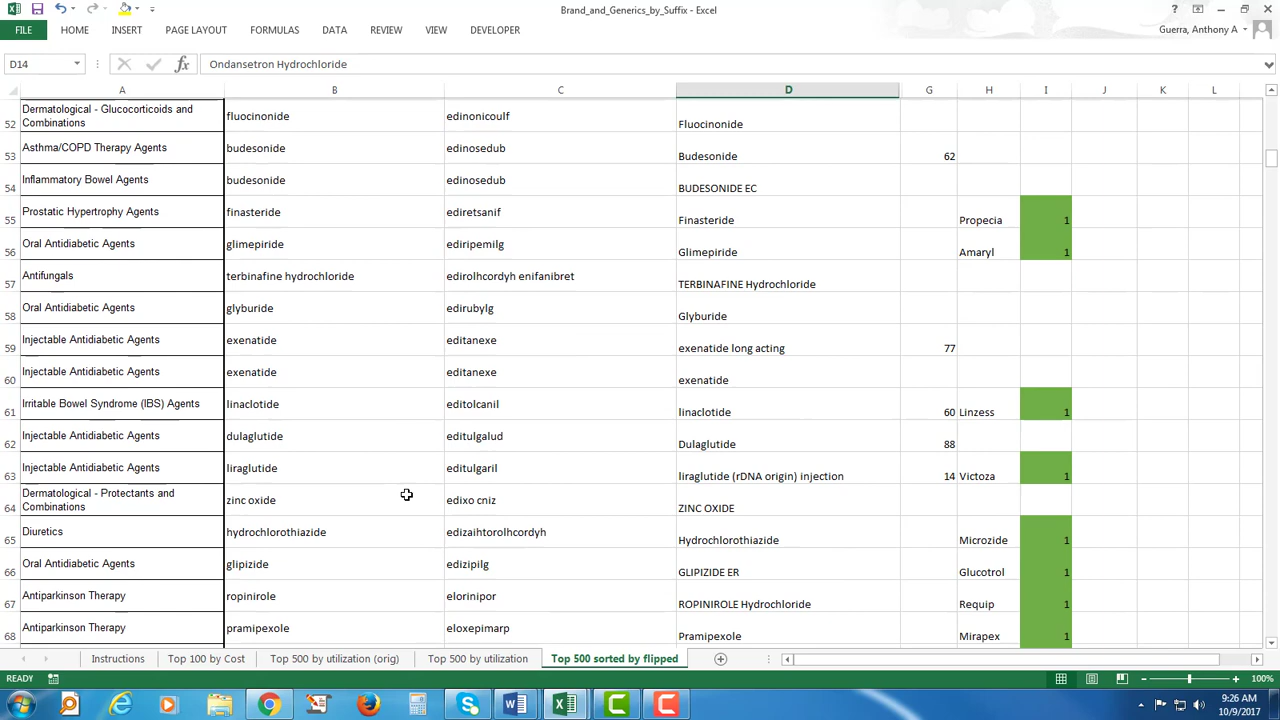 Brand_and_Generics_by_Suffix - Excel
FILE HOME INSERT PAGE LAYOUT FORMULAS DATA REVIEW VIEW DEVELOPER Guerra, Anthony A
D14 fx Ondansetron Hydrochloride
A B C D G H I J K L
Dermatological - Glucocorticoids and
Combinations
52 fluocinonide edinonicoulf Fluocinonide
53 Asthma/COPD Therapy Agents budesonide edinosedub Budesonide 62
54 Inflammatory Bowel Agents budesonide edinosedub BUDESONIDE EC
55 Prostatic Hypertrophy Agents finasteride ediretsanif Finasteride Propecia 1
56 Oral Antidiabetic Agents glimepiride ediripemilg Glimepiride Amaryl 1
57 Antifungals terbinafine hydrochloride edirolhcordyh enifanibret TERBINAFINE Hydrochloride
58 Oral Antidiabetic Agents glyburide edirubylg Glyburide
59 Injectable Antidiabetic Agents exenatide editanexe exenatide long acting 77
60 Injectable Antidiabetic Agents exenatide editanexe exenatide
61 Irritable Bowel Syndrome (IBS) Agents linaclotide editolcanil linaclotide 60 Linzess 1
62 Injectable Antidiabetic Agents dulaglutide editulgalud Dulaglutide 88
63 Injectable Antidiabetic Agents liraglutide editulgaril liraglutide (rDNA origin) injection 14 Victoza 1
Dermatological - Protectants and
Combinations
64 zinc oxide edixo cniz ZINC OXIDE
65 Diuretics hydrochlorothiazide edizaihtorolhcordyh Hydrochlorothiazide Microzide 1
66 Oral Antidiabetic Agents glipizide edizipilg GLIPIZIDE ER Glucotrol 1
67 Antiparkinson Therapy ropinirole elorinipor ROPINIROLE Hydrochloride Requip 1
68 Antiparkinson Therapy pramipexole eloxepimarp Pramipexole Mirapex 1
Instructions Top 100 by Cost Top 500 by utilization (orig) Top 500 by utilization Top 500 sorted by flipped
READY 100%
9:26 AM
10/9/2017